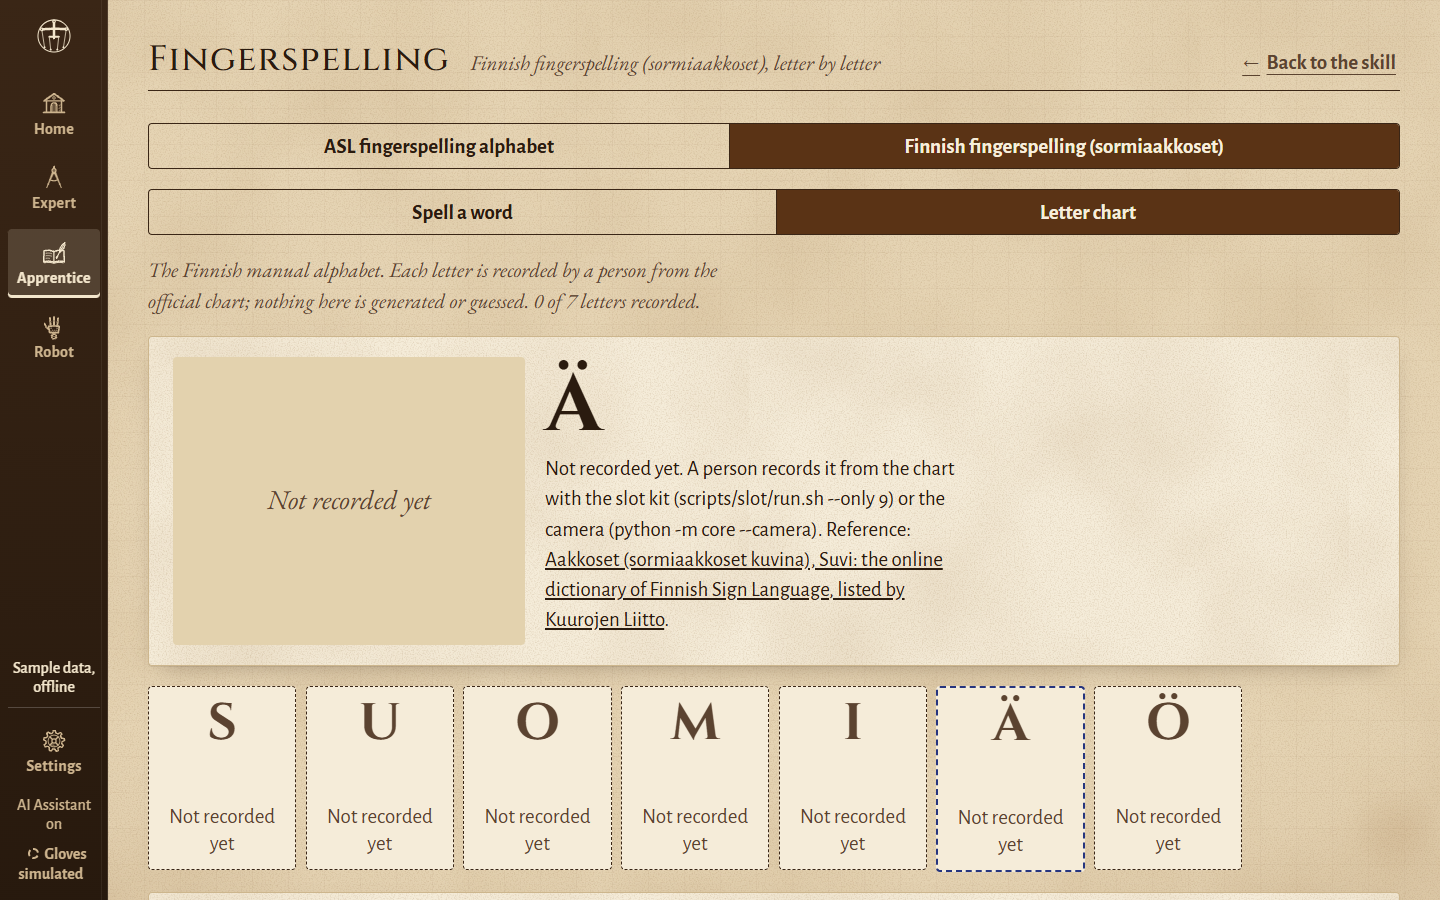 Fingerspelling
Finnish fingerspelling (sormiaakkoset), letter by letter
← Back to the skill
Home
Expert
Apprentice
Robot
Sample data,
offline
Settings
AI Assistant
on
Gloves
simulated
ASL fingerspelling alphabet
Finnish fingerspelling (sormiaakkoset)
Spell a word
Letter chart
The Finnish manual alphabet. Each letter is recorded by a person from the
official chart; nothing here is generated or guessed. 0 of 7 letters recorded.
Not recorded yet
Ä
Not recorded yet. A person records it from the chart
with the slot kit (scripts/slot/run.sh --only 9) or the
camera (python -m core --camera). Reference:
Aakkoset (sormiaakkoset kuvina), Suvi: the online
dictionary of Finnish Sign Language, listed by
Kuurojen Liitto.
S
Not recorded
yet
U
Not recorded
yet
O
Not recorded
yet
M
Not recorded
yet
I
Not recorded
yet
Ä
Not recorded
yet
Ö
Not recorded
yet